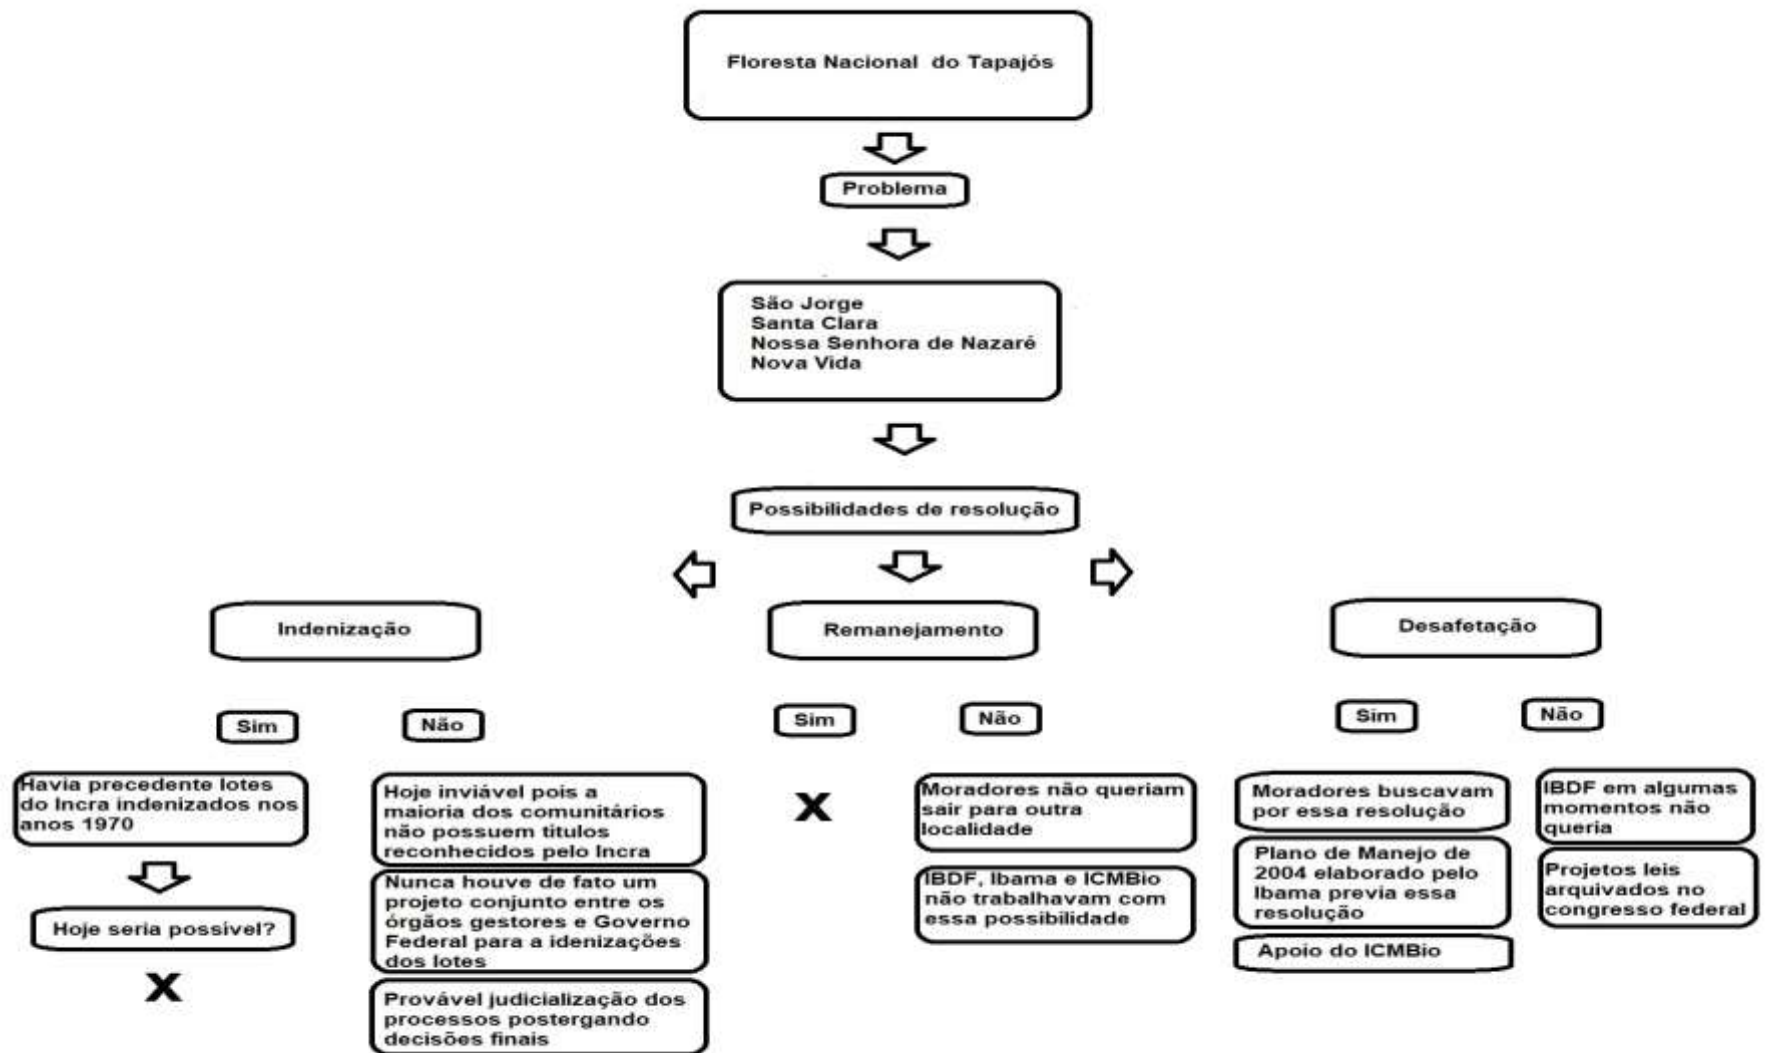 Floresta Nacional do Tapajós
Problema
São Jorge
Santa Clara
Nossa Senhora de Nazaré
Nova Vida
Possibilidades de resolução
Indenização
Remanejamento
Desafetação
Sim
Não
Sim
Não
Sim
Não
Havia precedente lotes
do Incra indenizados nos
anos 1970
Hoje seria possível?
X
Hoje inviável pois a
maioria dos comunitários
não possuem titulos
reconhecidos pelo Incra
Nunca houve de fato um
projeto conjunto entre os
órgãos gestores e Governo
Federal para a idenizações
dos lotes
Provável judicialização dos
processos postergando
decisões finais
X
Moradores não queriam
sair para outra
localidade
IBDF, Ibama e ICMBio
não trabalhavam com
essa possibilidade
Moradores buscavam
por essa resolução
Plano de Manejo de
2004 elaborado pelo
Ibama previa essa
resolução
Apoio do ICMBio
IBDF em algumas
momentos não
queria
Projetos leis
arquivados no
congresso federal